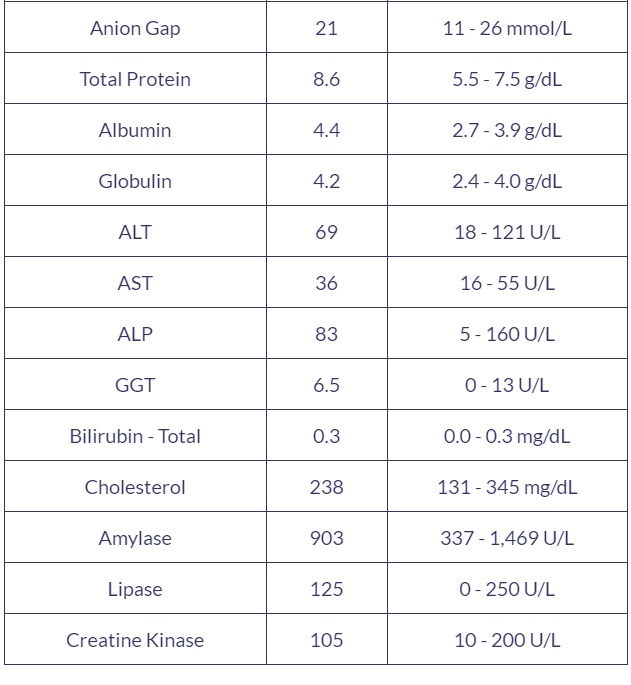 Anion Gap 21 11 - 26 mmol/L
Total Protein 8.6 5.5 - 7.5 g/dL
Albumin 4.4 2.7 - 3.9 g/dL
Globulin 4.2 2.4 - 4.0 g/dL
ALT 69 18 - 121 U/L
AST 36 16 - 55 U/L
ALP 83 5 - 160 U/L
GGT 6.5 0 - 13 U/L
Bilirubin - Total 0.3 0.0 - 0.3 mg/dL
Cholesterol 238 131 - 345 mg/dL
Amylase 903 337 - 1,469 U/L
Lipase 125 0 - 250 U/L
Creatine Kinase 105 10 - 200 U/L